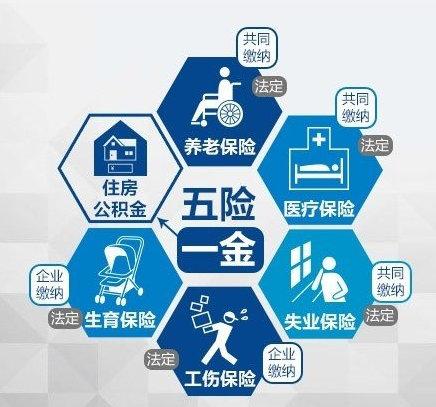 共同
缴纳
法定
养老保险
共同
缴纳
法定
医疗保险
住房
公积金
五险
一金
企业
缴纳
法定
生育保险
共同
缴纳
法定
失业保险
法定
工伤保险
企业
缴纳